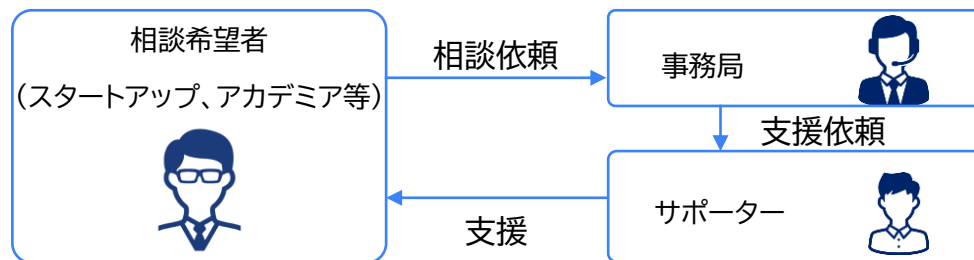 相談希望者
（スタートアップ、アカデミア等）
相談依頼
事務局
支援依頼
サポーター
支援